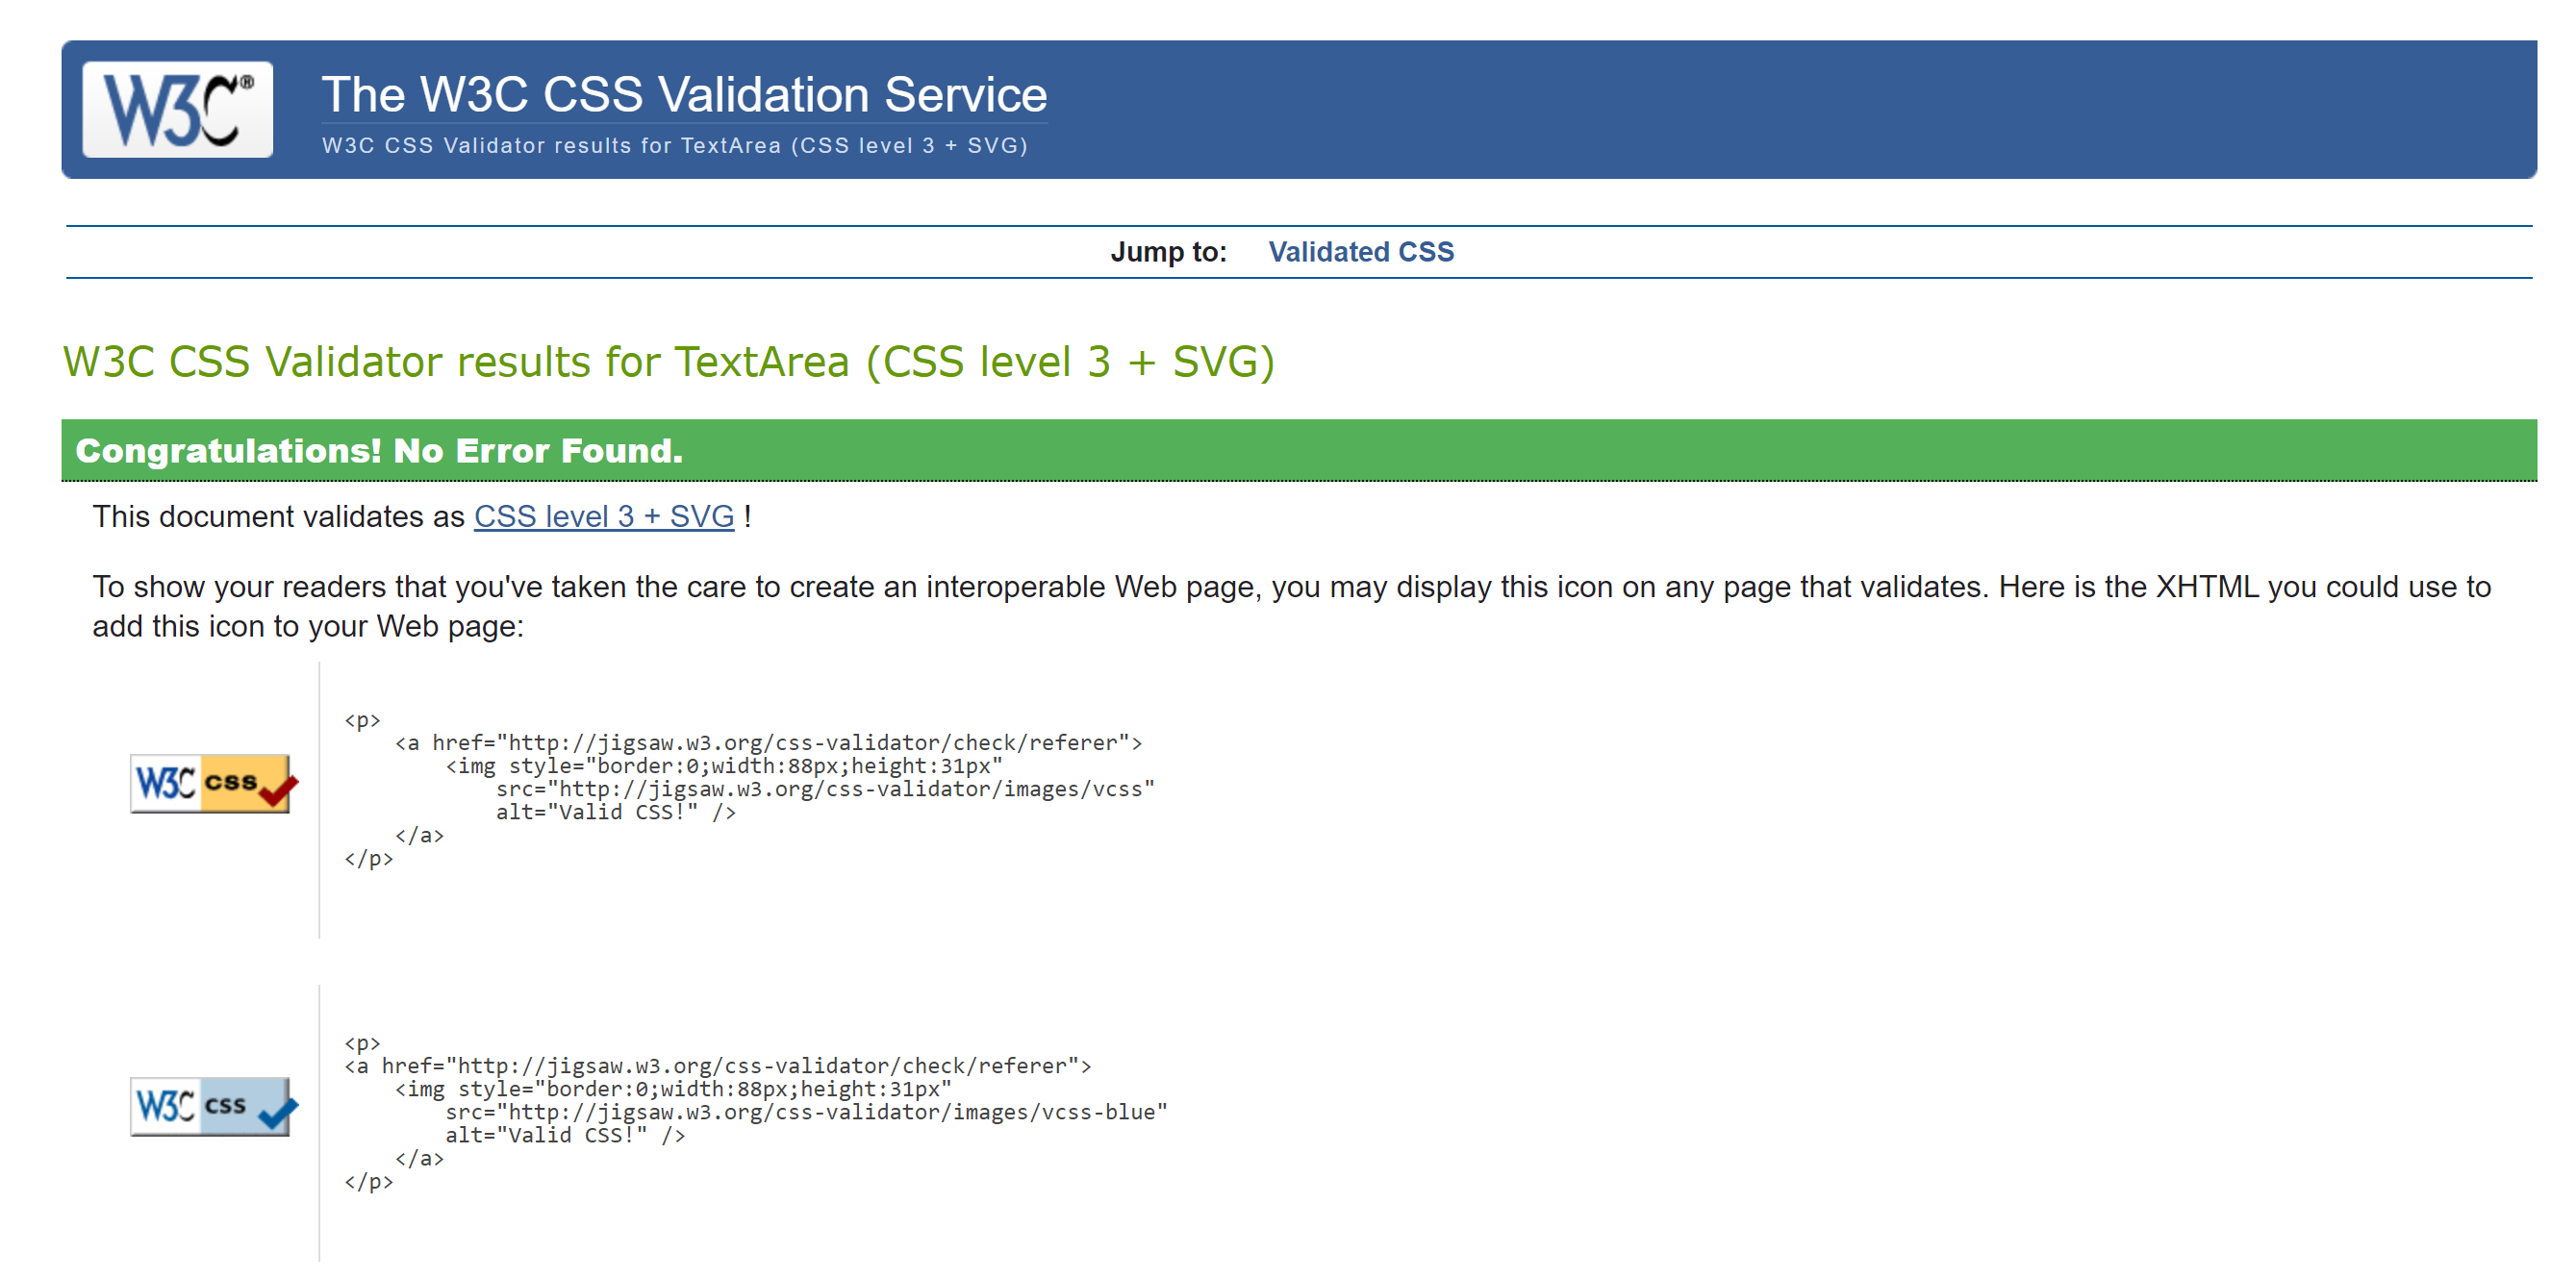 W3C®
The W3C CSS Validation Service
W3C CSS Validator results for TextArea (CSS level 3 + SVG)
Jump to: Validated CSS
W3C CSS Validator results for TextArea (CSS level 3 + SVG)
Congratulations! No Error Found.
This document validates as CSS level 3 + SVG !
To show your readers that you've taken the care to create an interoperable Web page, you may display this icon on any page that validates. Here is the XHTML you could use to
add this icon to your Web page:
W3C css
<p>
    <a href="http://jigsaw.w3.org/css-validator/check/referer">
        <img style="border:0;width:88px;height:31px"
            src="http://jigsaw.w3.org/css-validator/images/vcss"
            alt="Valid CSS!" />
    </a>
</p>
W3C css
<p>
<a href="http://jigsaw.w3.org/css-validator/check/referer">
    <img style="border:0;width:88px;height:31px"
        src="http://jigsaw.w3.org/css-validator/images/vcss-blue"
        alt="Valid CSS!" />
    </a>
</p>